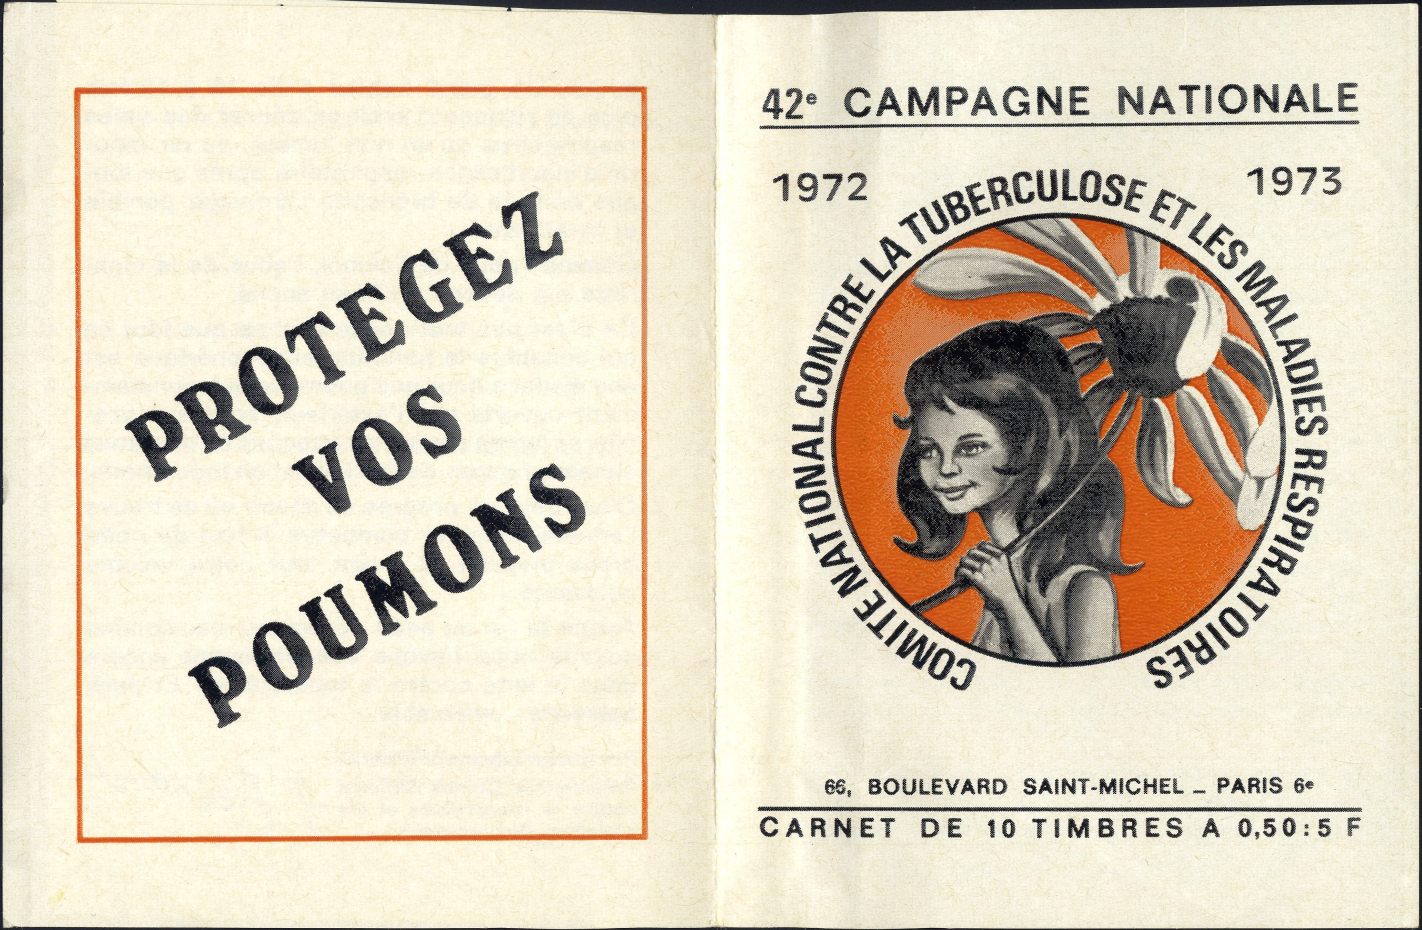 PROTEGEZ
VOS
POUMONS
42e CAMPAGNE NATIONALE
1972
1973
COMITE NATIONAL CONTRE LA TUBERCULOSE ET LES MALADIES RESPIRATOIRES
66, BOULEVARD SAINT-MICHEL _ PARIS 6e
CARNET DE 10 TIMBRES A 0,50:5 F